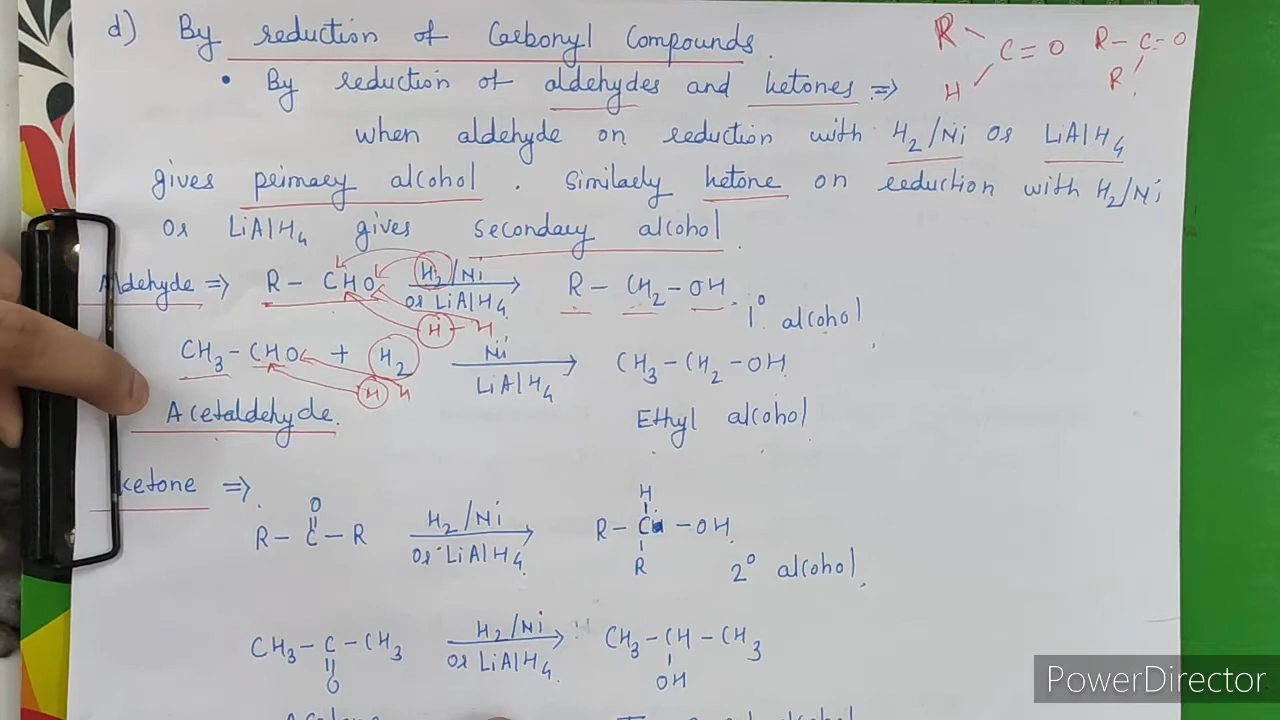 d) By reduction of Carbonyl Compounds.
R- C=O R-C=O
H R
• By reduction of aldehydes and ketones =>
when aldehyde on reduction with H2/Ni or LiAlH4
gives primary alcohol. Similarly ketone on reduction with H2/Ni
or LiAlH4 gives secondary alcohol.
Aldehyde => R-CHO H2/Ni or LiAlH4 R-CH2-OH
1° alcohol
H-H
CH3-CHO + H2 Ni LiAlH4 CH3-CH2-OH
H H
Acetaldehyde. Ethyl alcohol
ketone =>
O H
R-C-R H2/Ni or LiAlH4 R-C-OH
R 2° alcohol
CH3-C-CH3 H2/Ni or LiAlH4 CH3-CH-CH3
O OH
PowerDirector